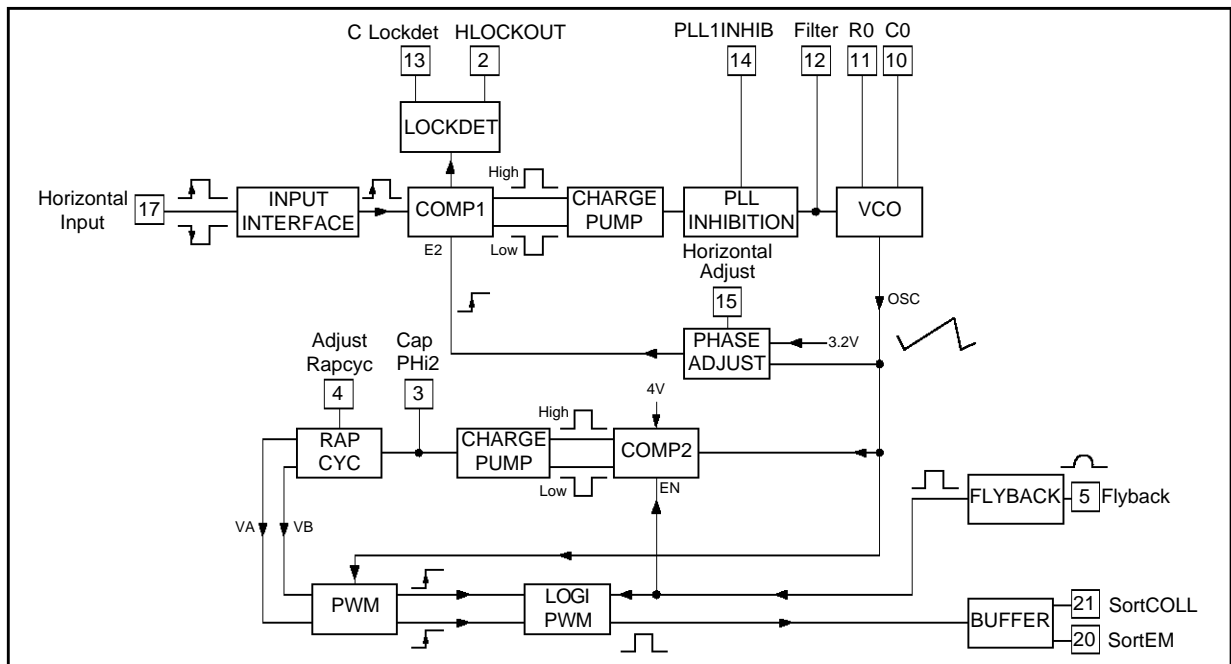 C Lockdet
HLOCKOUT
PLL1INHIB
Filter
R0
C0
13
2
14
12
11
10
LOCKDET
High
Horizontal
Input
17
INPUT
INTERFACE
COMP1
CHARGE
PUMP
PLL
INHIBITION
VCO
E2
Low
Horizontal
Adjust
15
OSC
PHASE
ADJUST
3.2V
Adjust
Rapcyc
Cap
PHi2
4
3
4V
High
RAP
CYC
CHARGE
PUMP
COMP2
Low
EN
FLYBACK
5
Flyback
VA
VB
PWM
LOGI
PWM
BUFFER
21
SortCOLL
20
SortEM